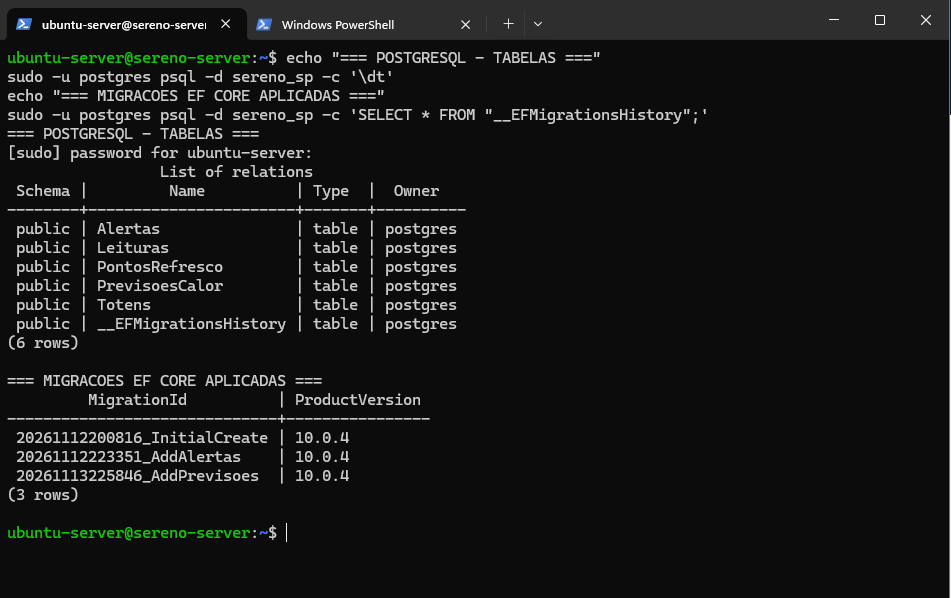 ubuntu-server@sereno-server
Windows PowerShell
ubuntu-server@sereno-server:~$ echo "=== POSTGRESQL - TABELAS ==="
sudo -u postgres psql -d sereno_sp -c '\dt'
echo "=== MIGRACOES EF CORE APLICADAS ==="
sudo -u postgres psql -d sereno_sp -c 'SELECT * FROM "__EFMigrationsHistory";'
=== POSTGRESQL - TABELAS ===
[sudo] password for ubuntu-server:
List of relations
Schema | Name | Type | Owner
--------+-----------------------+-------+----------
public | Alertas | table | postgres
public | Leituras | table | postgres
public | PontosRefresco | table | postgres
public | PrevisoesCalor | table | postgres
public | Totens | table | postgres
public | __EFMigrationsHistory | table | postgres
(6 rows)
=== MIGRACOES EF CORE APLICADAS ===
MigrationId | ProductVersion
------------------------------+----------------
20261112200816_InitialCreate | 10.0.4
20261112223351_AddAlertas | 10.0.4
20261113225846_AddPrevisoes | 10.0.4
(3 rows)
ubuntu-server@sereno-server:~$